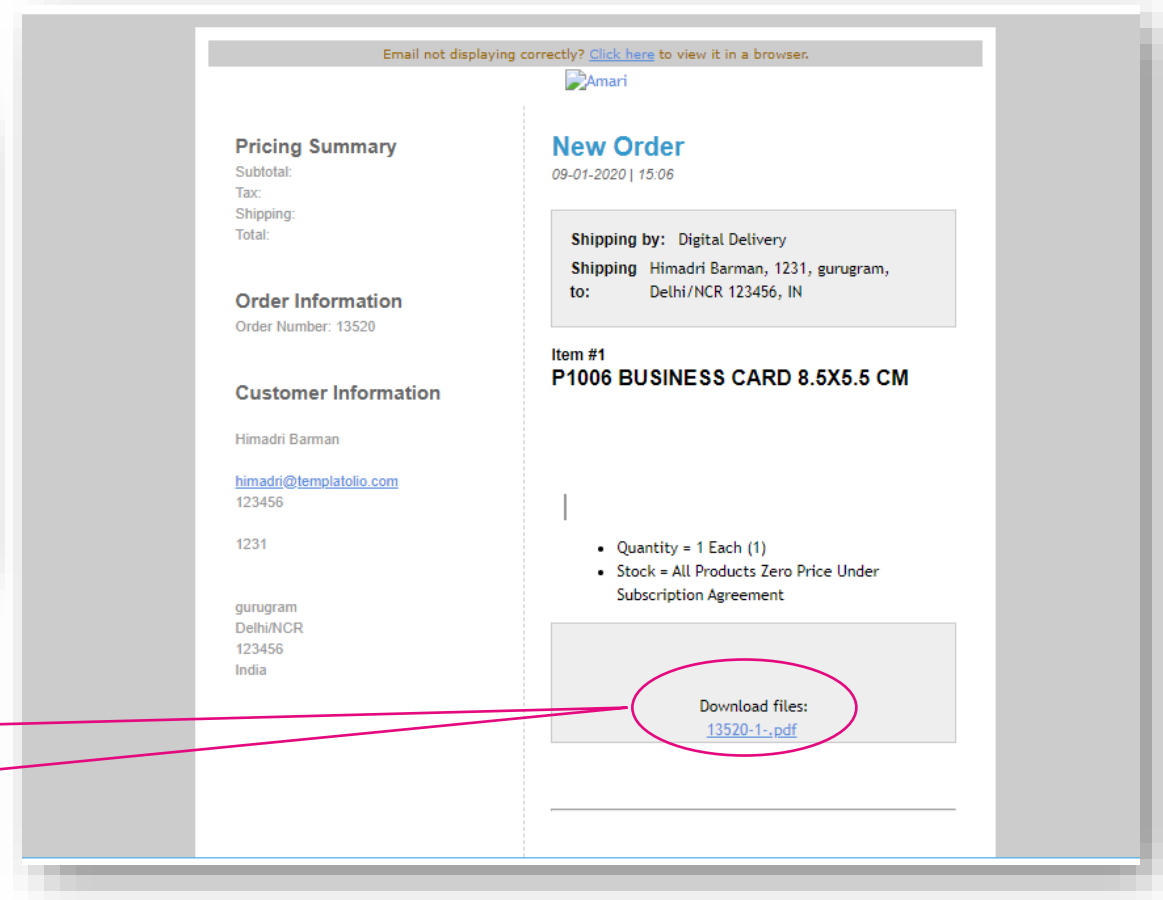 Email not displaying correctly? Click here to view it in a browser.
Amari
Pricing Summary
Subtotal:
Tax:
Shipping:
Total:
Order Information
Order Number: 13520
Customer Information
Himadri Barman
himadri@templatolio.com
123456
1231
gurugram
Delhi/NCR
123456
India
New Order
09-01-2020 | 15:06
Shipping by: Digital Delivery
Shipping to: Himadri Barman, 1231, gurugram,
Delhi/NCR 123456, IN
Item #1
P1006 BUSINESS CARD 8.5X5.5 CM
• Quantity = 1 Each (1)
• Stock = All Products Zero Price Under
Subscription Agreement
Download files:
13520-1-.pdf